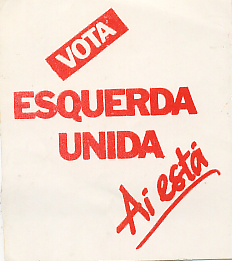 VOTA
ESQUERDA
UNIDA
Ai está